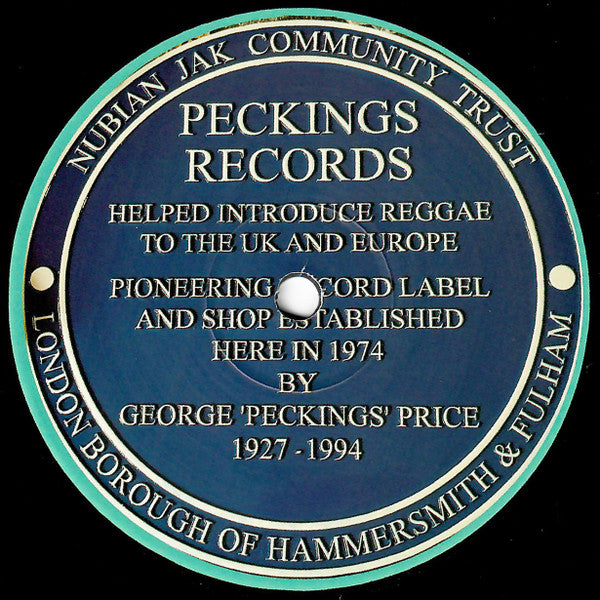 NUBIAN JAK COMMUNITY TRUST
PECKINGS
RECORDS
HELPED INTRODUCE REGGAE
TO THE UK AND EUROPE
PIONEERING RECORD LABEL
AND SHOP ESTABLISHED
HERE IN 1974
BY
GEORGE 'PECKINGS' PRICE
1927 - 1994
LONDON BOROUGH OF HAMMERSMITH & FULHAM